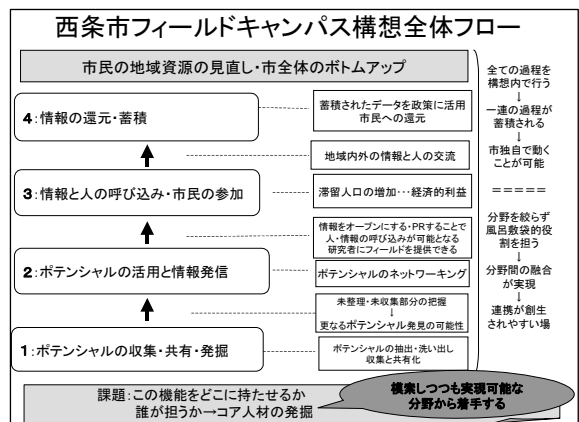 西条市フィールドキャンパス構想全体フロー
市民の地域資源の見直し・市全体のボトムアップ
4:情報の還元・蓄積
蓄積されたデータを政策に活用
市民への還元
地域内外の情報と人の交流
3:情報と人の呼び込み・市民の参加
滞留人口の増加…経済的利益
情報をオープンにする・PRすることで
人・情報の呼び込みが可能となる
研究者にフィールドを提供できる
2:ポテンシャルの活用と情報発信
ポテンシャルのネットワーキング
未整理・未収集部分の把握
↓
更なるポテンシャル発見の可能性
1:ポテンシャルの収集・共有・発掘
ポテンシャルの抽出・洗い出し
収集と共有化
全ての過程を
構想内で行う
↓
一連の過程が
蓄積される
↓
市独自で動く
ことが可能
=====
分野を絞らず
風呂敷袋的役
割を担う
↓
分野間の融合
が実現
↓
連携が創生
されやすい場
課題:この機能をどこに持たせるか
誰が担うか→コア人材の発掘
模索しつつも実現可能な
分野から着手する